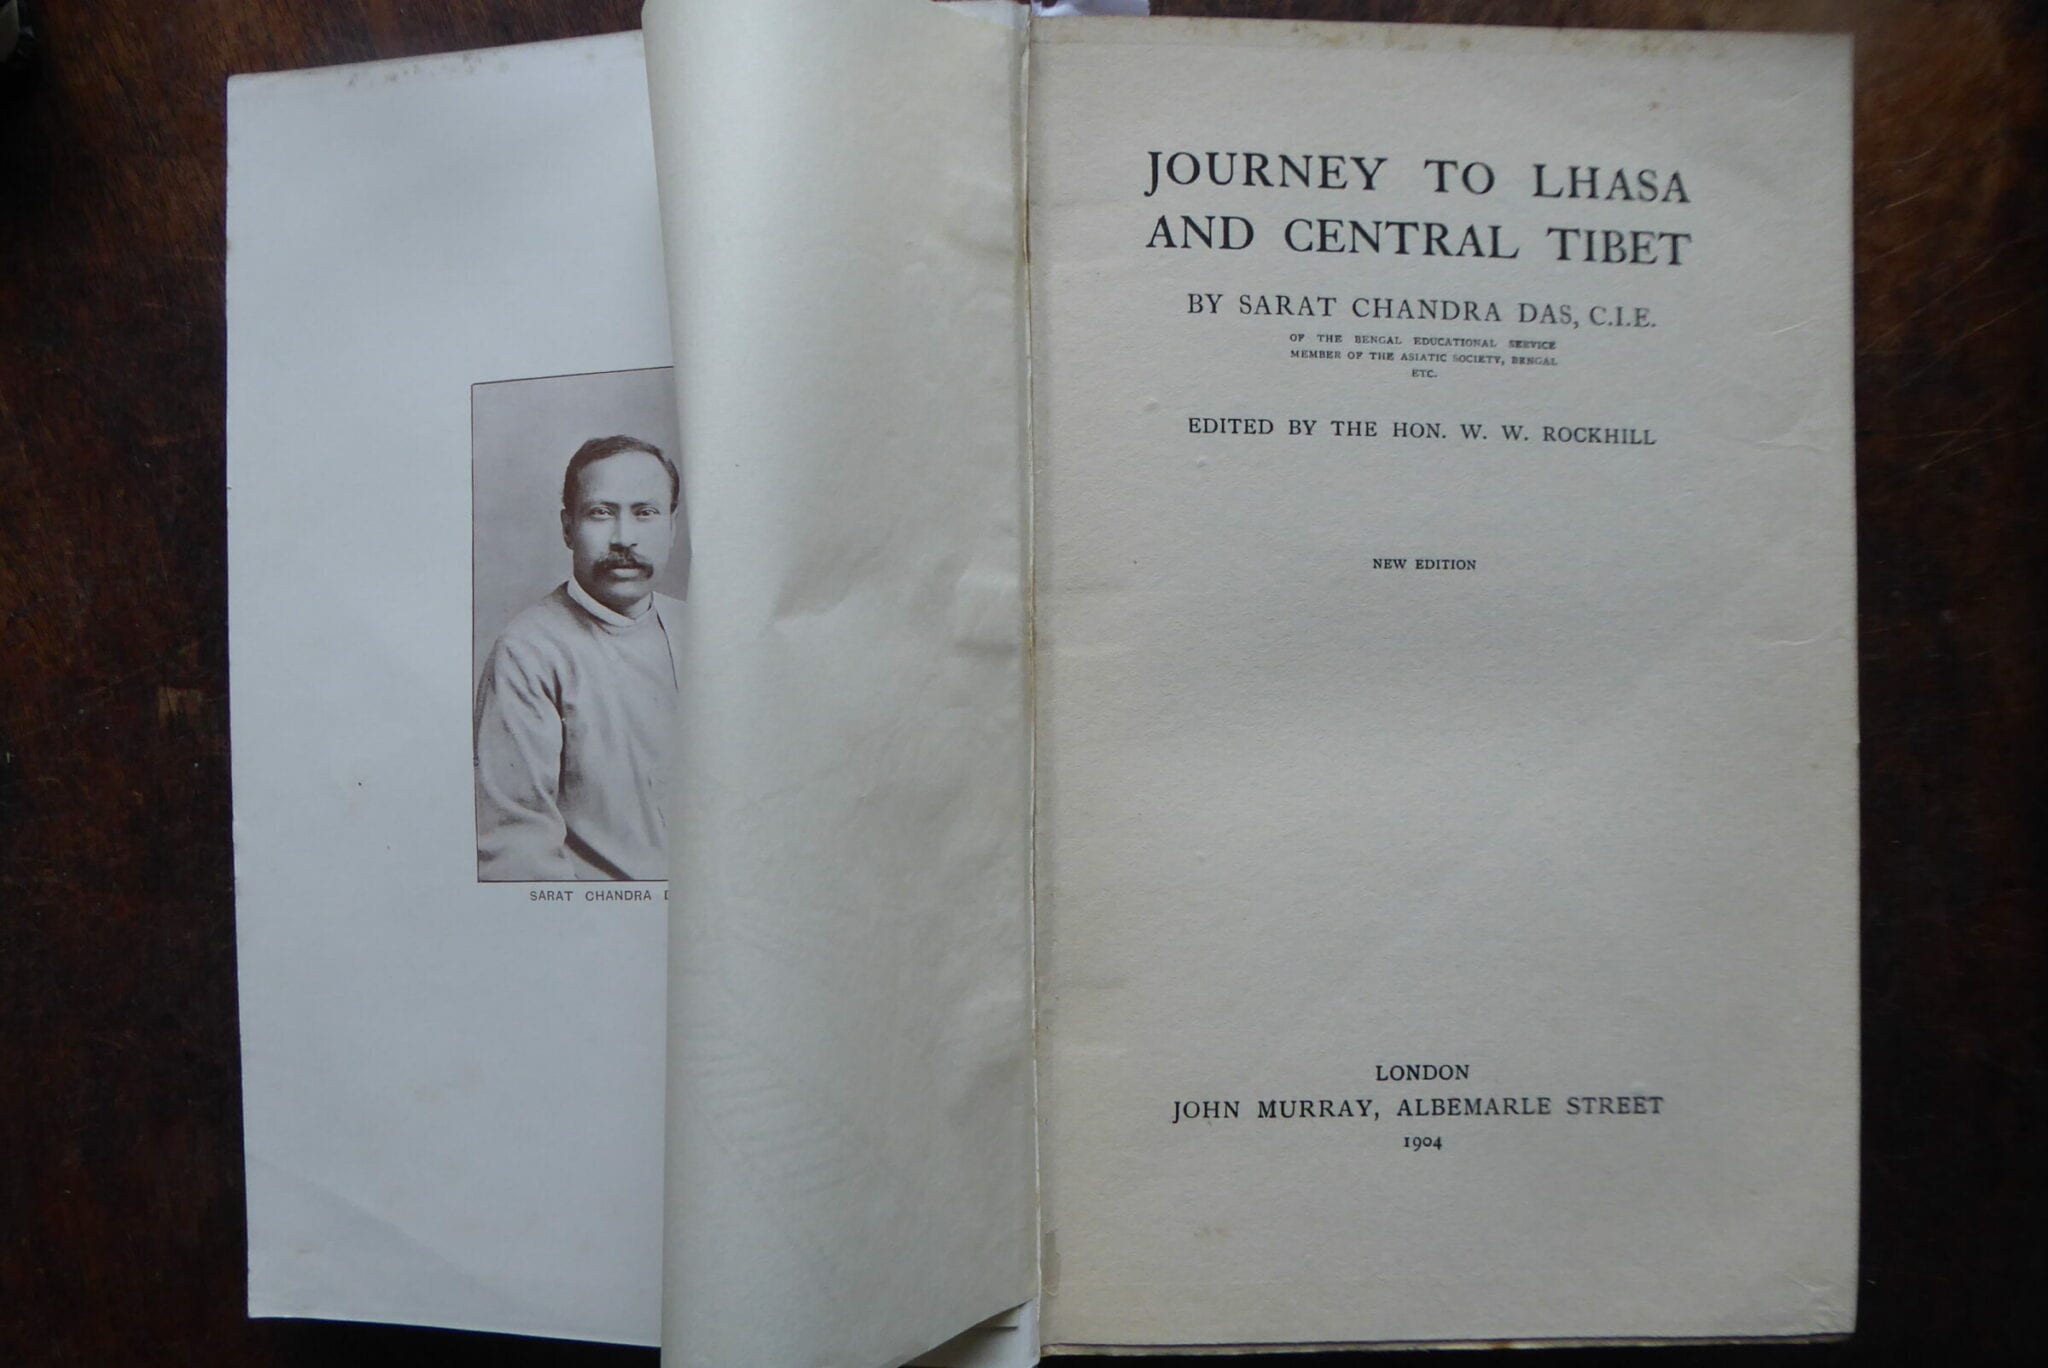 SARAT CHANDRA
JOURNEY TO LHASA
AND CENTRAL TIBET
BY SARAT CHANDRA DAS, C.I.E.
OF THE BENGAL EDUCATIONAL SERVICE
MEMBER OF THE ASIATIC SOCIETY, BENGAL
ETC.
EDITED BY THE HON. W. W. ROCKHILL
NEW EDITION
LONDON
JOHN MURRAY, ALBEMARLE STREET
1904